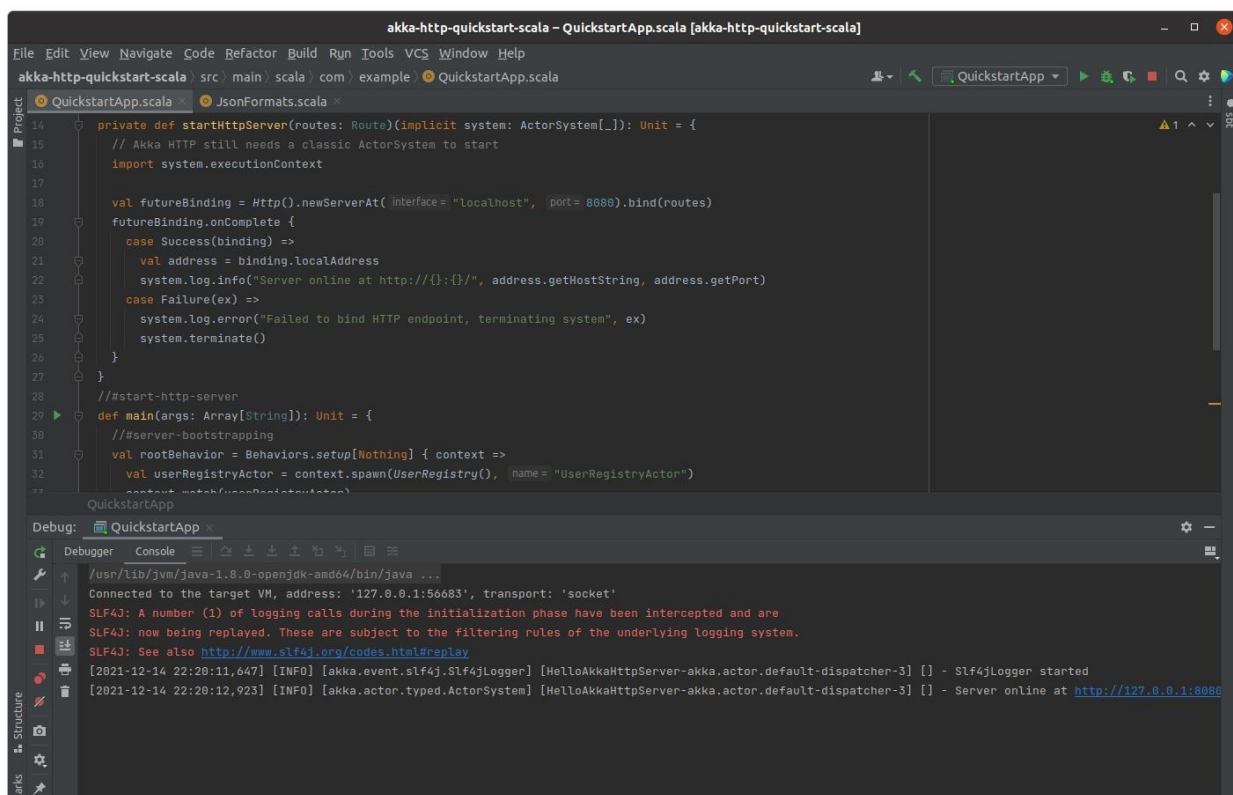 akka-http-quickstart-scala – QuickstartApp.scala [akka-http-quickstart-scala]
File Edit View Navigate Code Refactor Build Run Tools VCS Window Help
akka-http-quickstart-scala src main scala com example QuickstartApp.scala QuickstartApp
Project
QuickstartApp.scala JsonFormats.scala
sbt
1
14 private def startHttpServer(routes: Route)(implicit system: ActorSystem[_]): Unit = {
15 // Akka HTTP still needs a classic ActorSystem to start
16 import system.executionContext
17
18 val futureBinding = Http().newServerAt( interface = "localhost", port = 8080).bind(routes)
19 futureBinding.onComplete {
20 case Success(binding) =>
21 val address = binding.localAddress
22 system.log.info("Server online at http://{}:{}/", address.getHostString, address.getPort)
23 case Failure(ex) =>
24 system.log.error("Failed to bind HTTP endpoint, terminating system", ex)
25 system.terminate()
26 }
27 }
28 //#start-http-server
29 def main(args: Array[String]): Unit = {
30 //#server-bootstrapping
31 val rootBehavior = Behaviors.setup[Nothing] { context =>
32 val userRegistryActor = context.spawn(UserRegistry(), name = "UserRegistryActor")
33 context.watch(userRegistryActor)
QuickstartApp
Debug: QuickstartApp
Debugger Console
/usr/lib/jvm/java-1.8.0-openjdk-amd64/bin/java ...
Connected to the target VM, address: '127.0.0.1:56683', transport: 'socket'
SLF4J: A number (1) of logging calls during the initialization phase have been intercepted and are
SLF4J: now being replayed. These are subject to the filtering rules of the underlying logging system.
SLF4J: See also http://www.slf4j.org/codes.html#replay
[2021-12-14 22:20:11,647] [INFO] [akka.event.slf4j.Slf4jLogger] [HelloAkkaHttpServer-akka.actor.default-dispatcher-3] [] - Slf4jLogger started
[2021-12-14 22:20:12,923] [INFO] [akka.actor.typed.ActorSystem] [HelloAkkaHttpServer-akka.actor.default-dispatcher-3] [] - Server online at http://127.0.0.1:8080
Structure
arks